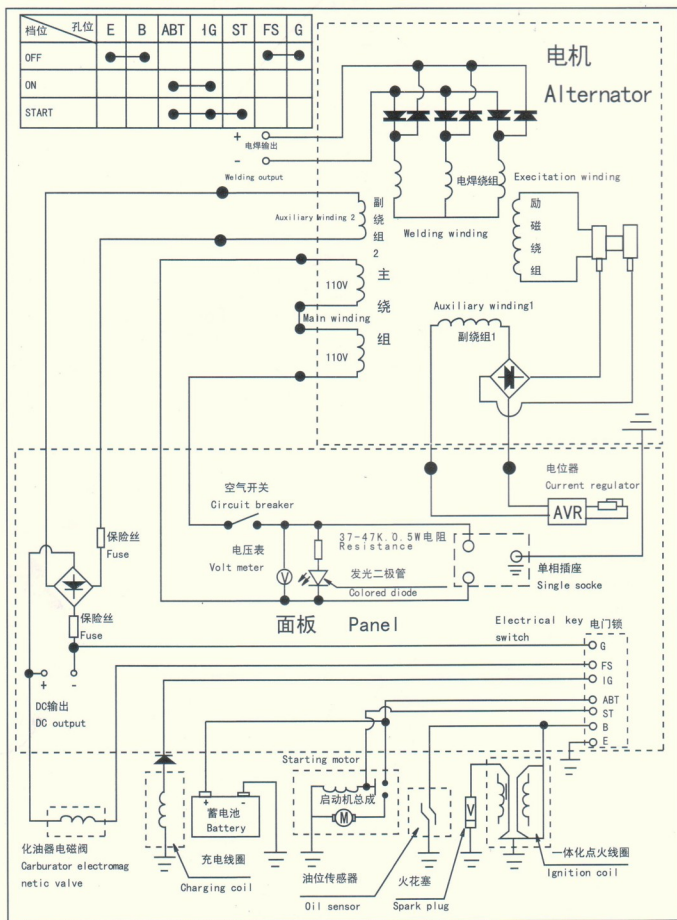 档位 孔位 E B ABT IG ST FS G
OFF
ON
START
电机
Alternator
+
电焊输出
-
Welding output
电焊绕组
Welding winding
Execitation winding
励磁绕组
Auxiliary winding 2
副绕组2
110V
主绕组
Main winding
110V
Auxiliary winding1
副绕组1
电位器
Current regulator
AVR
空气开关
Circuit breaker
保险丝
Fuse
电压表
Volt meter
V
37-47K.0.5W电阻
Resistance
发光二极管
Colored diode
单相插座
Single socke
保险丝
Fuse
面板 Panel
Electrical key
switch
电门锁
G
FS
IG
ABT
ST
B
E
+ -
DC输出
DC output
Starting motor
启动机总成
M
+ -
蓄电池
Battery
V
化油器电磁阀
Carburator electromag
netic valve
充电线圈
Charging coil
油位传感器
Oil sensor
火花塞
Spark plug
一体化点火线圈
Ignition coil